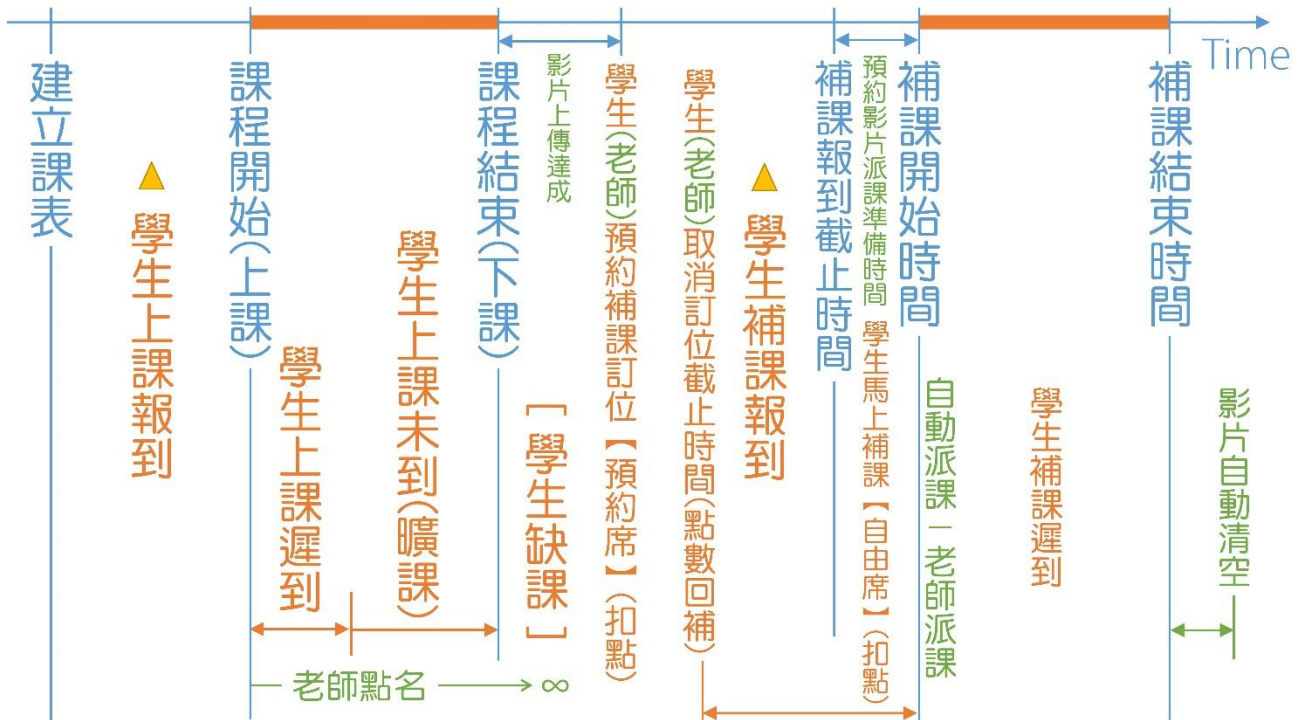 Time
建立課表
▲ 學生上課報到
課程開始(上課)
學生上課遲到
學生上課未到(曠課)
課程結束(下課)
影片上傳達成
[學生缺課]
學生(老師)預約補課訂位【預約席】(扣點)
學生(老師)取消訂位截止時間(點數回補)
▲ 學生補課報到
補課報到截止時間
預約影片派課準備時間
學生馬上補課【自由席】(扣點)
補課開始時間
自動派課－老師派課
學生補課遲到
補課結束時間
影片自動清空
老師點名 → ∞